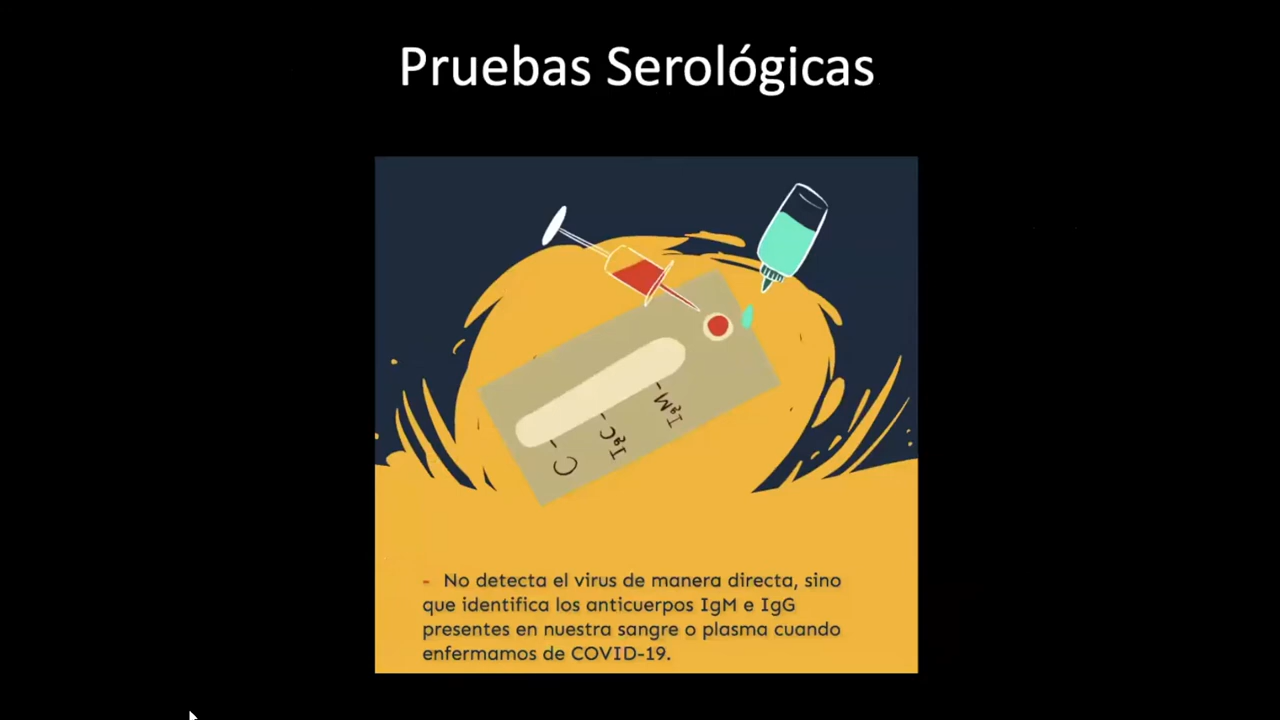 Pruebas Serológicas
IgM
IgG
C
- No detecta el virus de manera directa, sino
que identifica los anticuerpos IgM e IgG
presentes en nuestra sangre o plasma cuando
enfermamos de COVID-19.